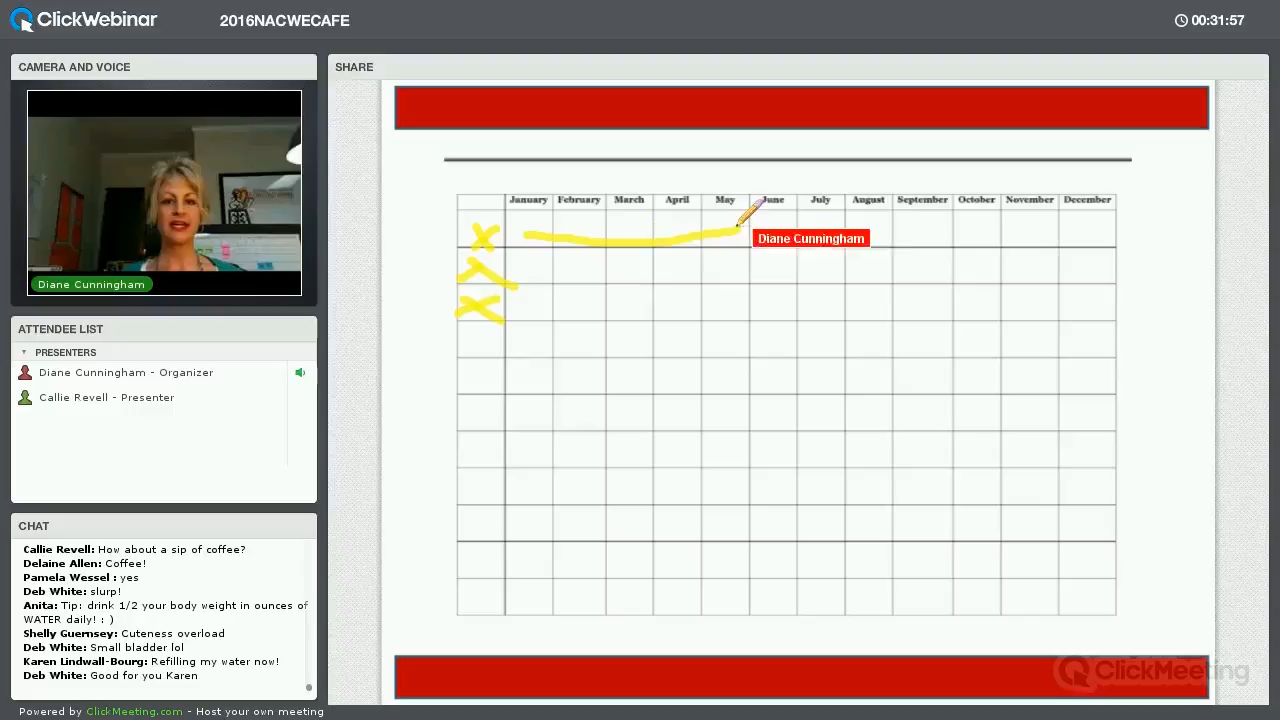 ClickWebinar
2016NACWECAFE
00:31:57
CAMERA AND VOICE
Diane Cunningham
SHARE
January February March April May June July August September October November December
Diane Cunningham
ATTENDEE LIST
PRESENTERS
Diane Cunningham - Organizer
Callie Revell - Presenter
CHAT
Callie Revell: How about a sip of coffee?
Delaine Allen: Coffee!
Pamela Wessel : yes
Deb White: slurp!
Anita: Tip: drink 1/2 your body weight in ounces of
WATER daily! : )
Shelly Guernsey: Cuteness overload
Deb White: Small bladder lol
Karen Lindwall-Bourg: Refilling my water now!
Deb White: Good for you Karen
ClickMeeting
Powered by ClickMeeting.com - Host your own meeting